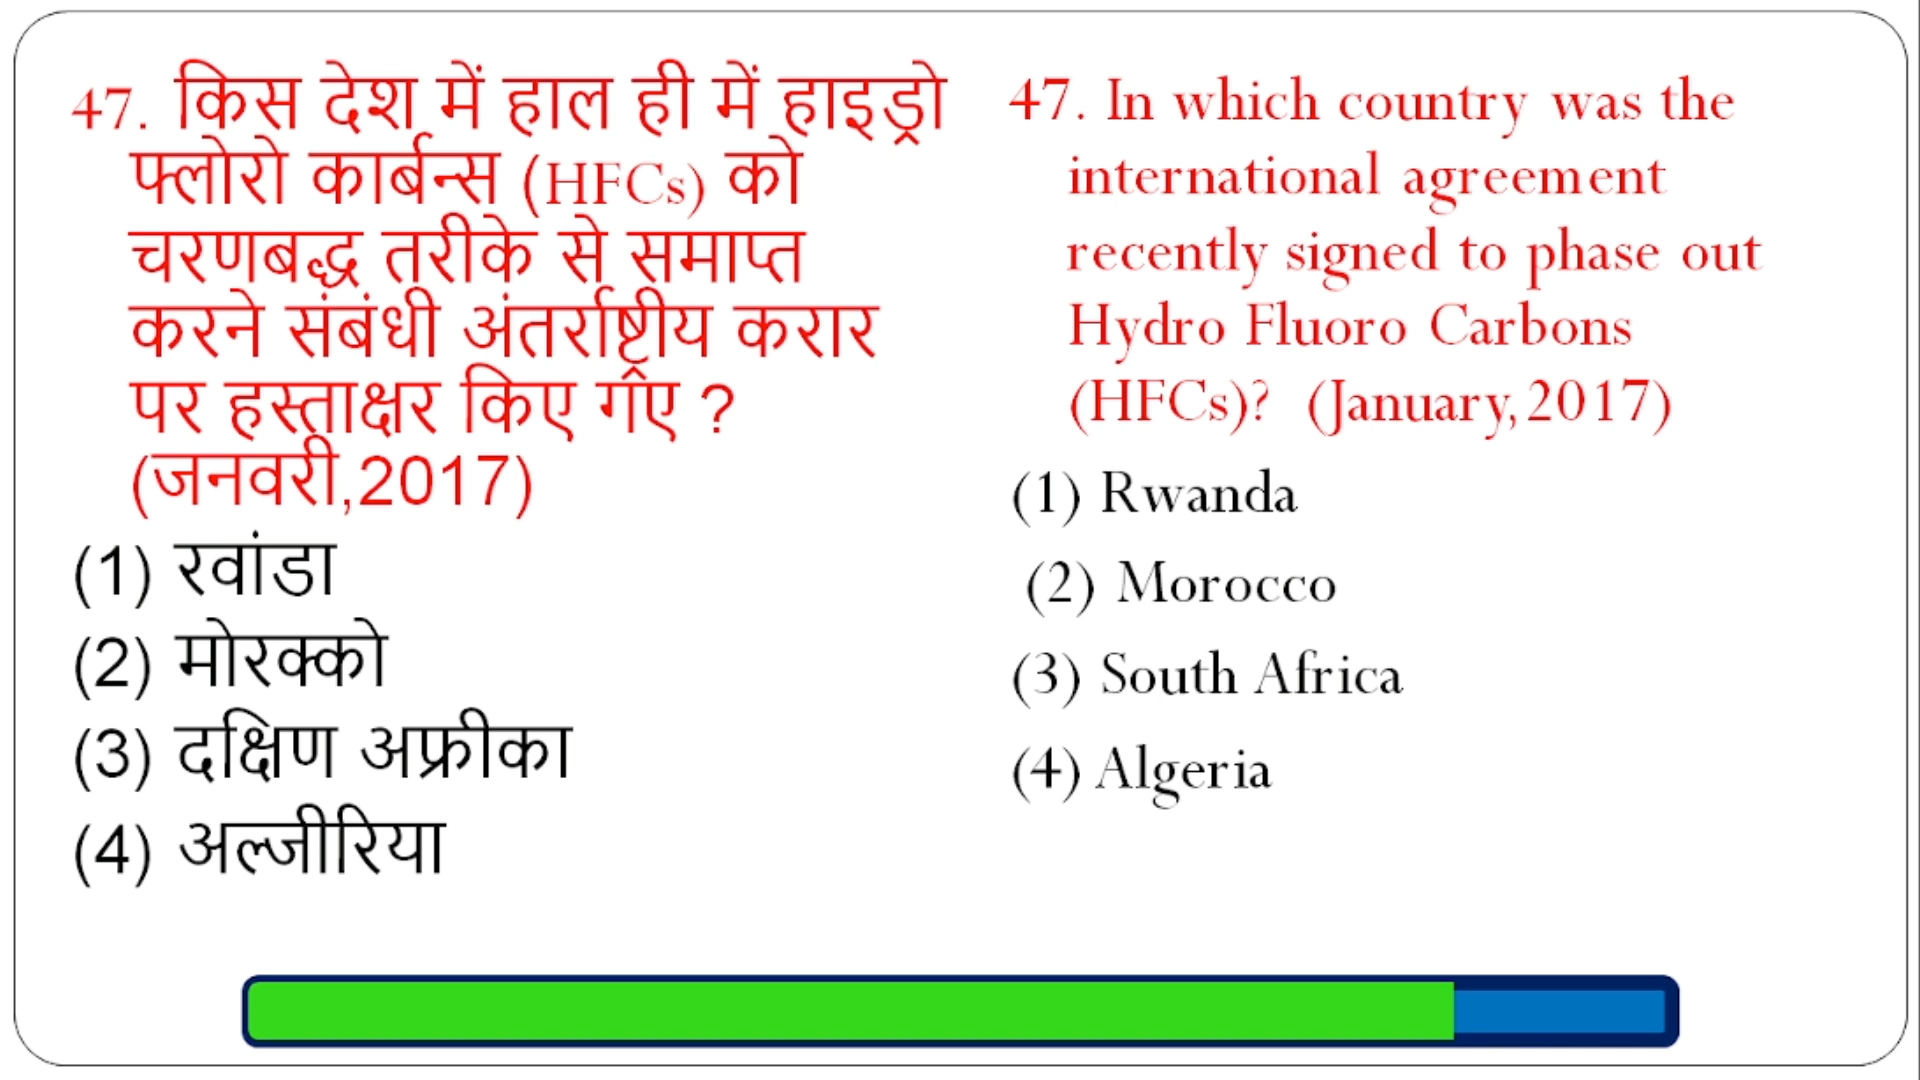 47. किस देश में हाल ही में हाइड्रो
फ्लोरो कार्बन्स (HFCs) को
चरणबद्ध तरीके से समाप्त
करने संबंधी अंतर्राष्ट्रीय करार
पर हस्ताक्षर किए गए ?
(जनवरी,2017)
(1) रवांडा
(2) मोरक्को
(3) दक्षिण अफ्रीका
(4) अल्जीरिया
47. In which country was the
international agreement
recently signed to phase out
Hydro Fluoro Carbons
(HFCs)? (January,2017)
(1) Rwanda
(2) Morocco
(3) South Africa
(4) Algeria